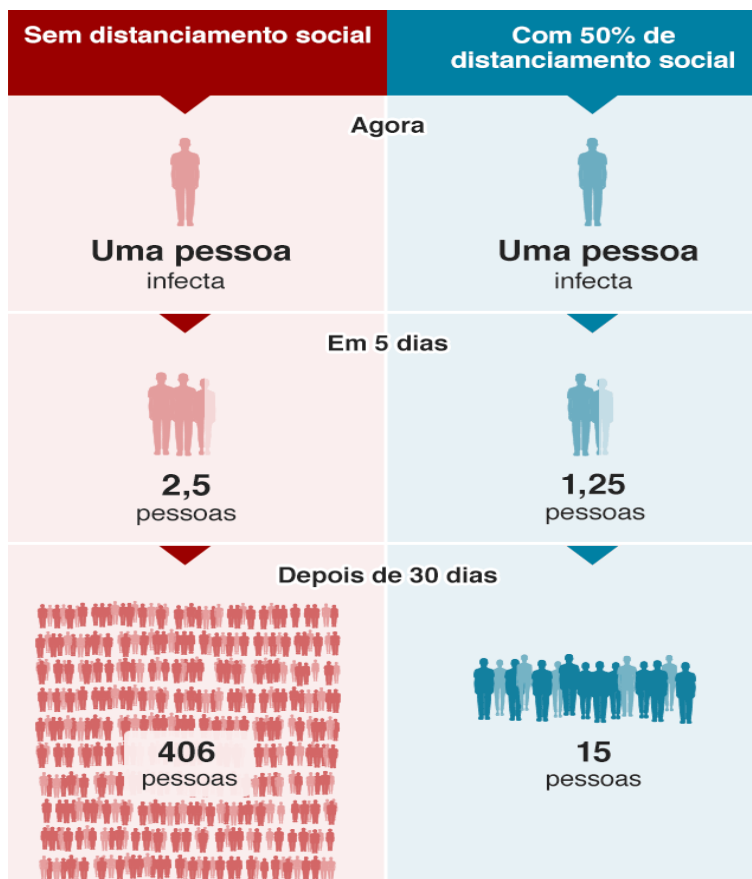 Sem distanciamento social
Com 50% de
distanciamento social
Agora
Uma pessoa
infecta
Uma pessoa
infecta
Em 5 dias
2,5
pessoas
1,25
pessoas
Depois de 30 dias
406
pessoas
15
pessoas